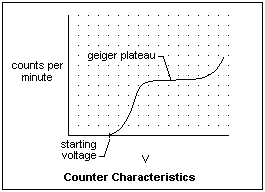 geiger plateau
counts per
minute
starting
voltage
V
Counter Characteristics